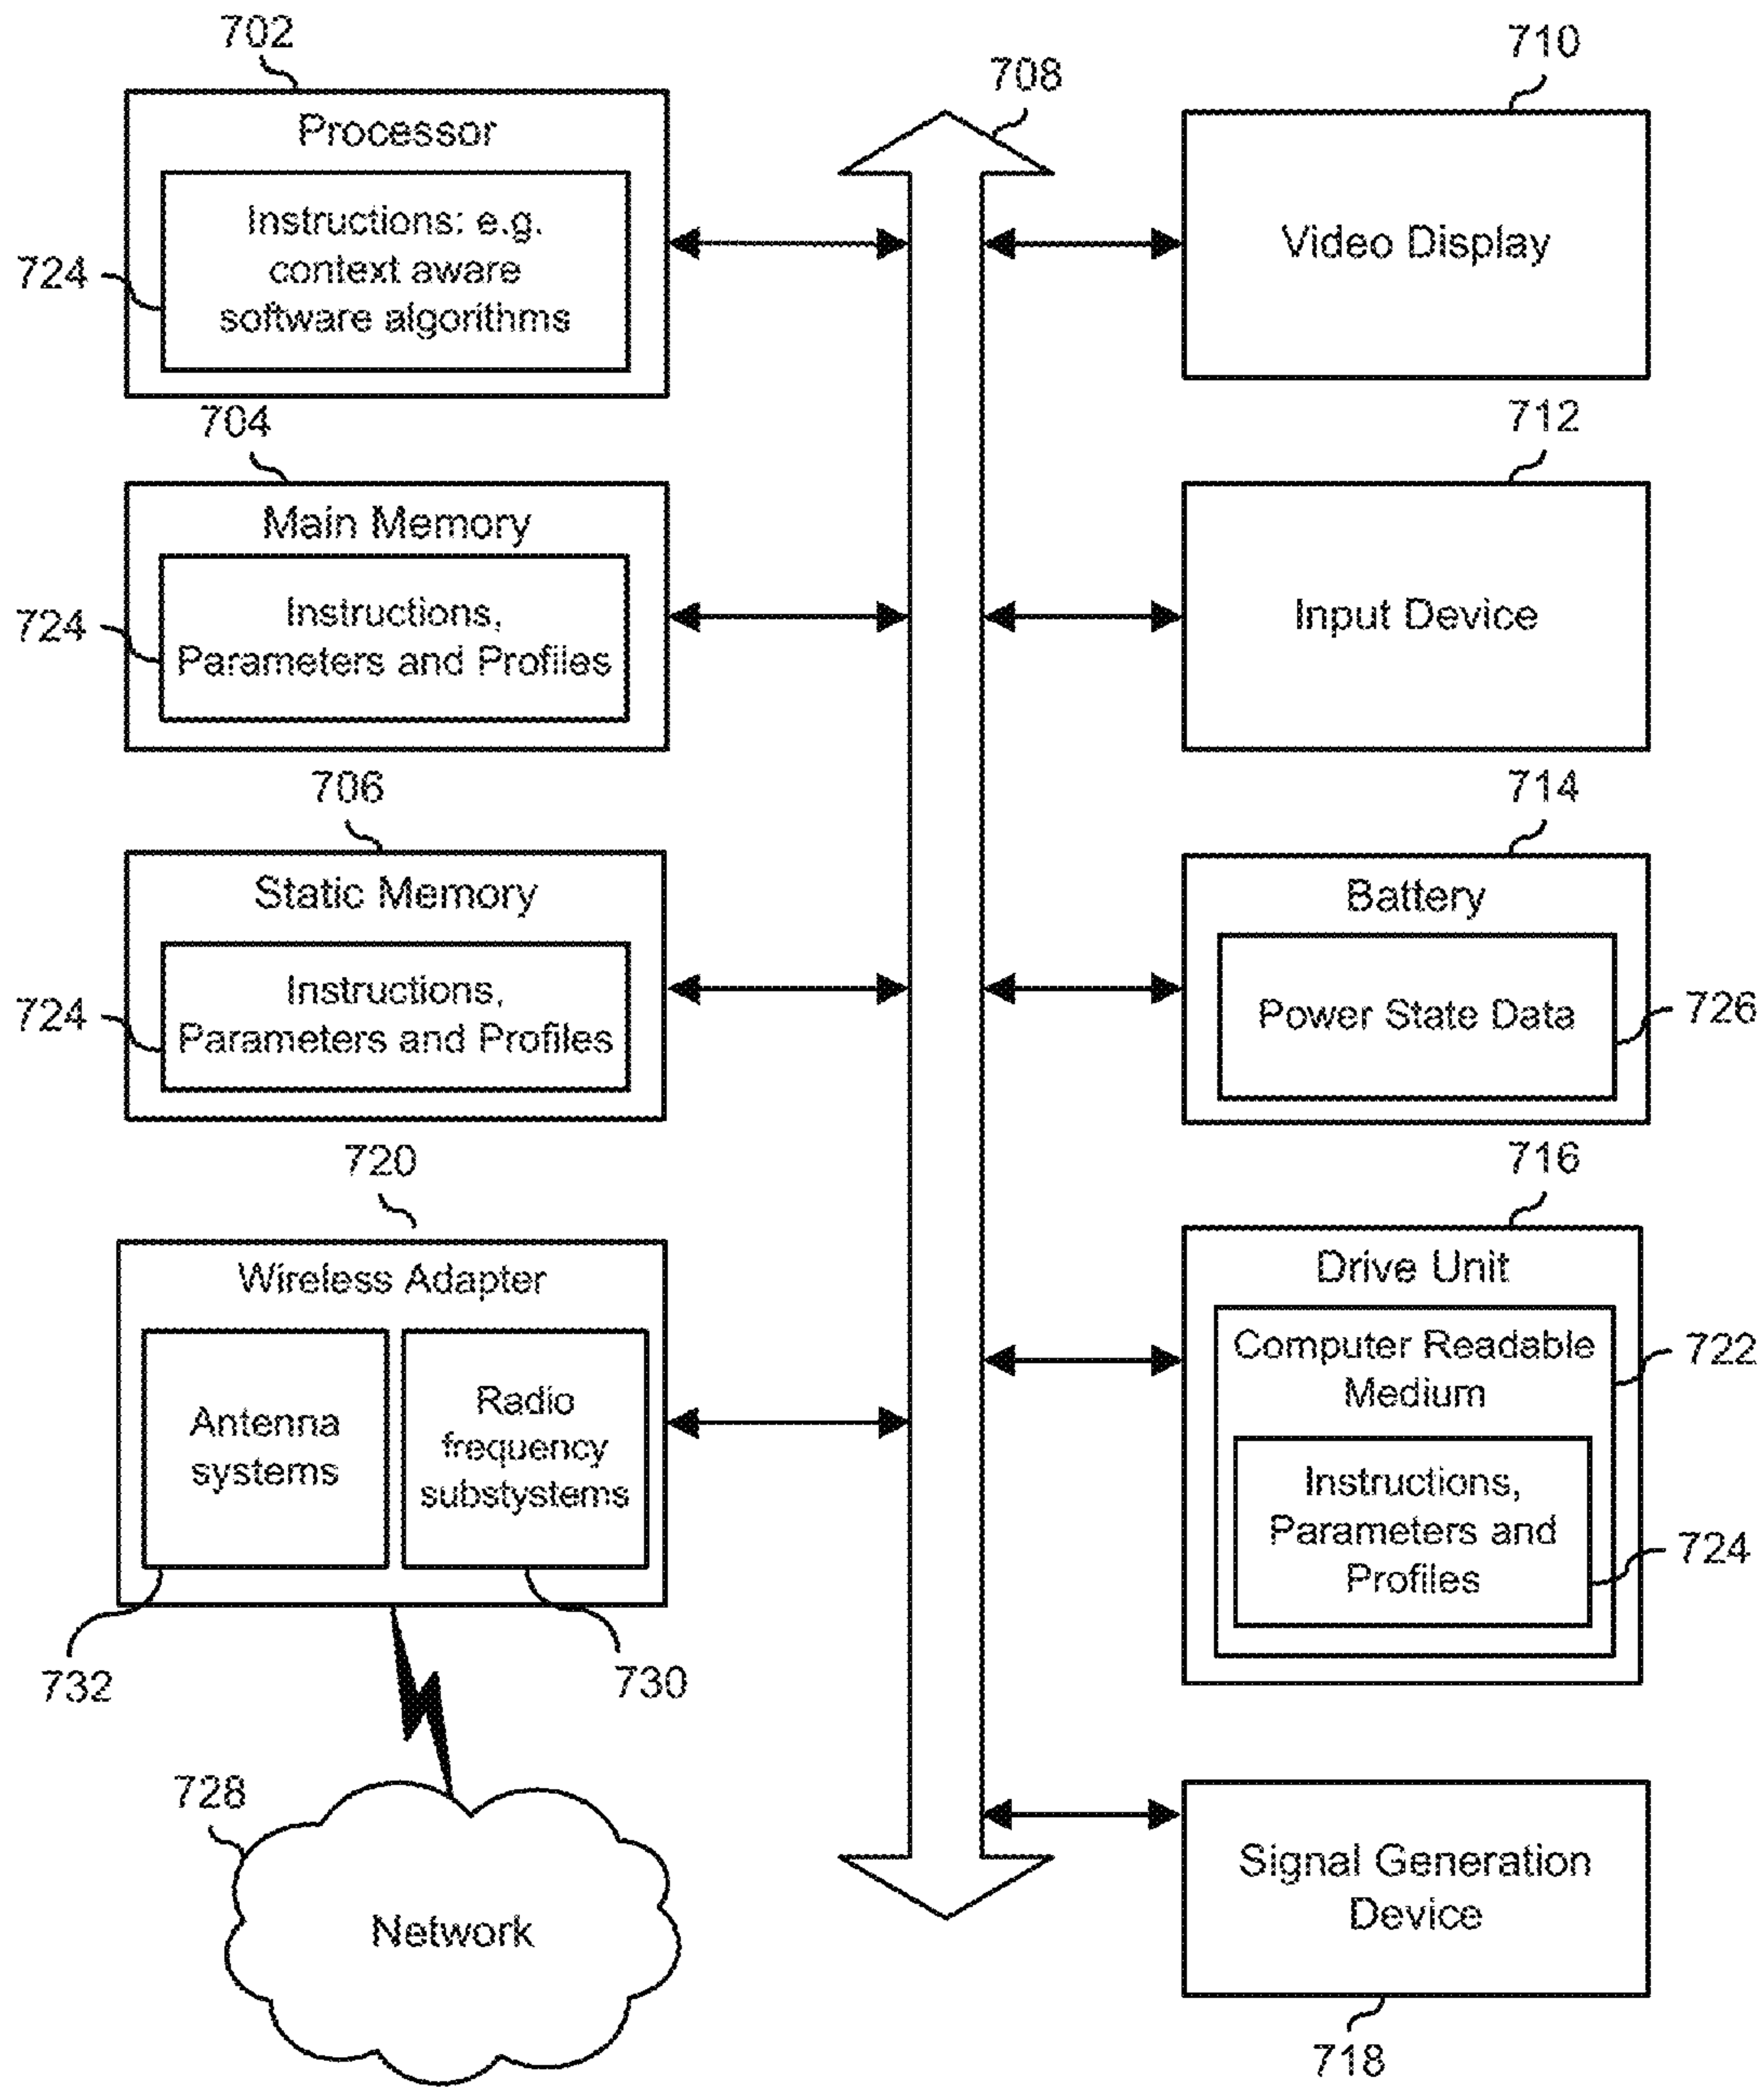 702
Processor
724
Instructions: e.g.
context aware
software algorithms
704
Main Memory
724
Instructions,
Parameters and Profiles
706
Static Memory
724
Instructions,
Parameters and Profiles
720
Wireless Adapter
Antenna
systems
Radio
frequency
substystems
732
730
728
Network
708
710
Video Display
712
Input Device
714
Battery
Power State Data
726
716
Drive Unit
Computer Readable
Medium
722
Instructions,
Parameters and
Profiles
724
Signal Generation
Device
718